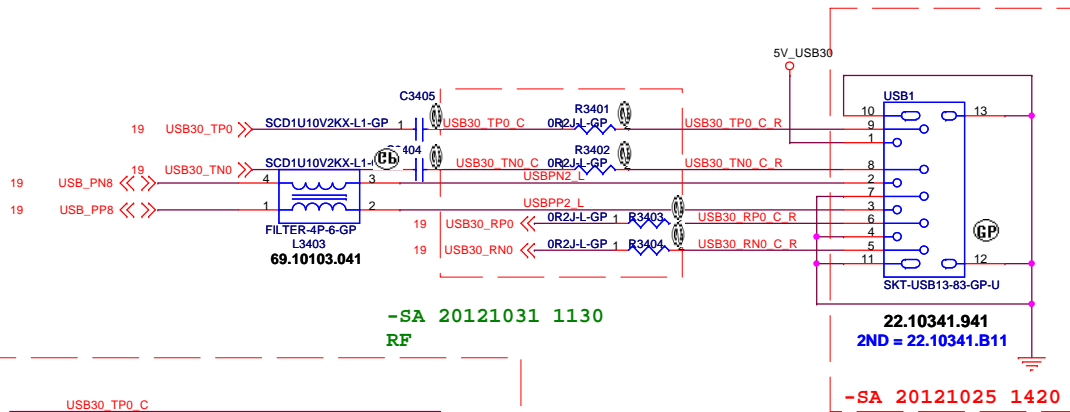 5V_USB30
USB1
C3405
19 USB30_TP0 SCD1U10V2KX-L1-GP 1 USB30_TP0_C R3401 0R2J-L-GP USB30_TP0_C_R 10 9 13
1
19 USB30_TN0 SCD1U10V2KX-L1- USB30_TN0_C R3402 0R2J-L-GP USB30_TN0_C_R 8
19 USB_PN8 4 3 USBPN2_L 2
7
19 USB_PP8 1 2 USBPP2_L 3
19 USB30_RP0 0R2J-L-GP 1 R3403 USB30_RP0_C_R 6
4 GP
19 USB30_RN0 0R2J-L-GP 1 R3404 USB30_RN0_C_R 5
11 12
FILTER-4P-6-GP
L3403
69.10103.041
SKT-USB13-83-GP-U
22.10341.941
2ND = 22.10341.B11
-SA 20121031 1130
RF
-SA 20121025 1420
USB30_TP0_C